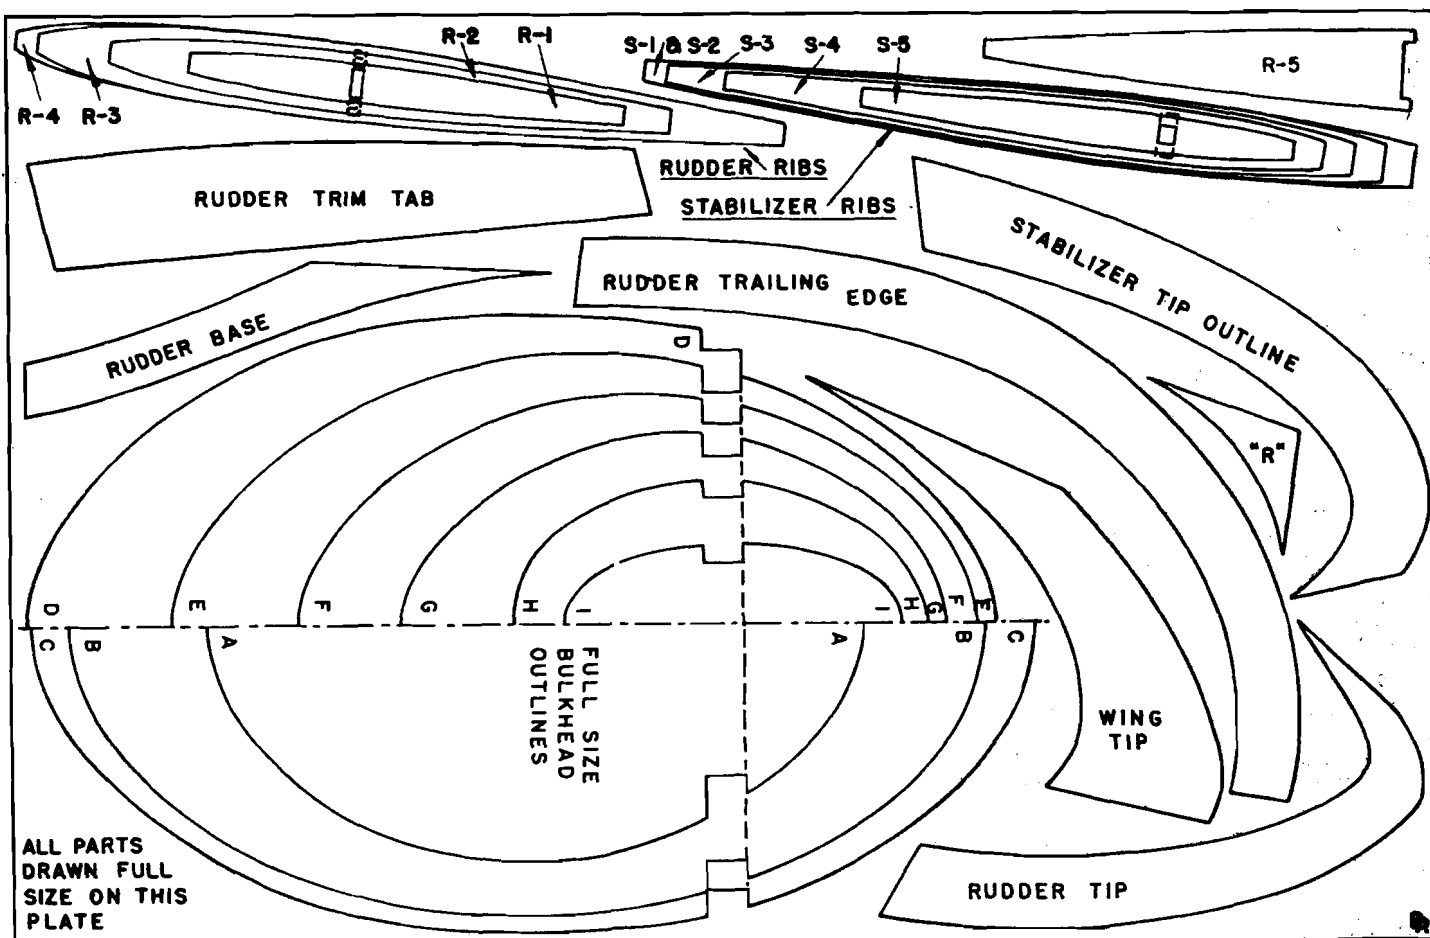 R-2
R-1
S-1 & S-2
S-3
S-4
S-5
R-5
R-4
R-3
RUDDER RIBS
STABILIZER RIBS
RUDDER TRIM TAB
STABILIZER TIP OUTLINE
RUDDER TRAILING EDGE
RUDDER BASE
D
"R"
D
E
F
G
H
I
I
H
G
F
E
C
B
A
A
B
C
FULL SIZE
BULKHEAD
OUTLINES
WING
TIP
ALL PARTS
DRAWN FULL
SIZE ON THIS
PLATE
RUDDER TIP